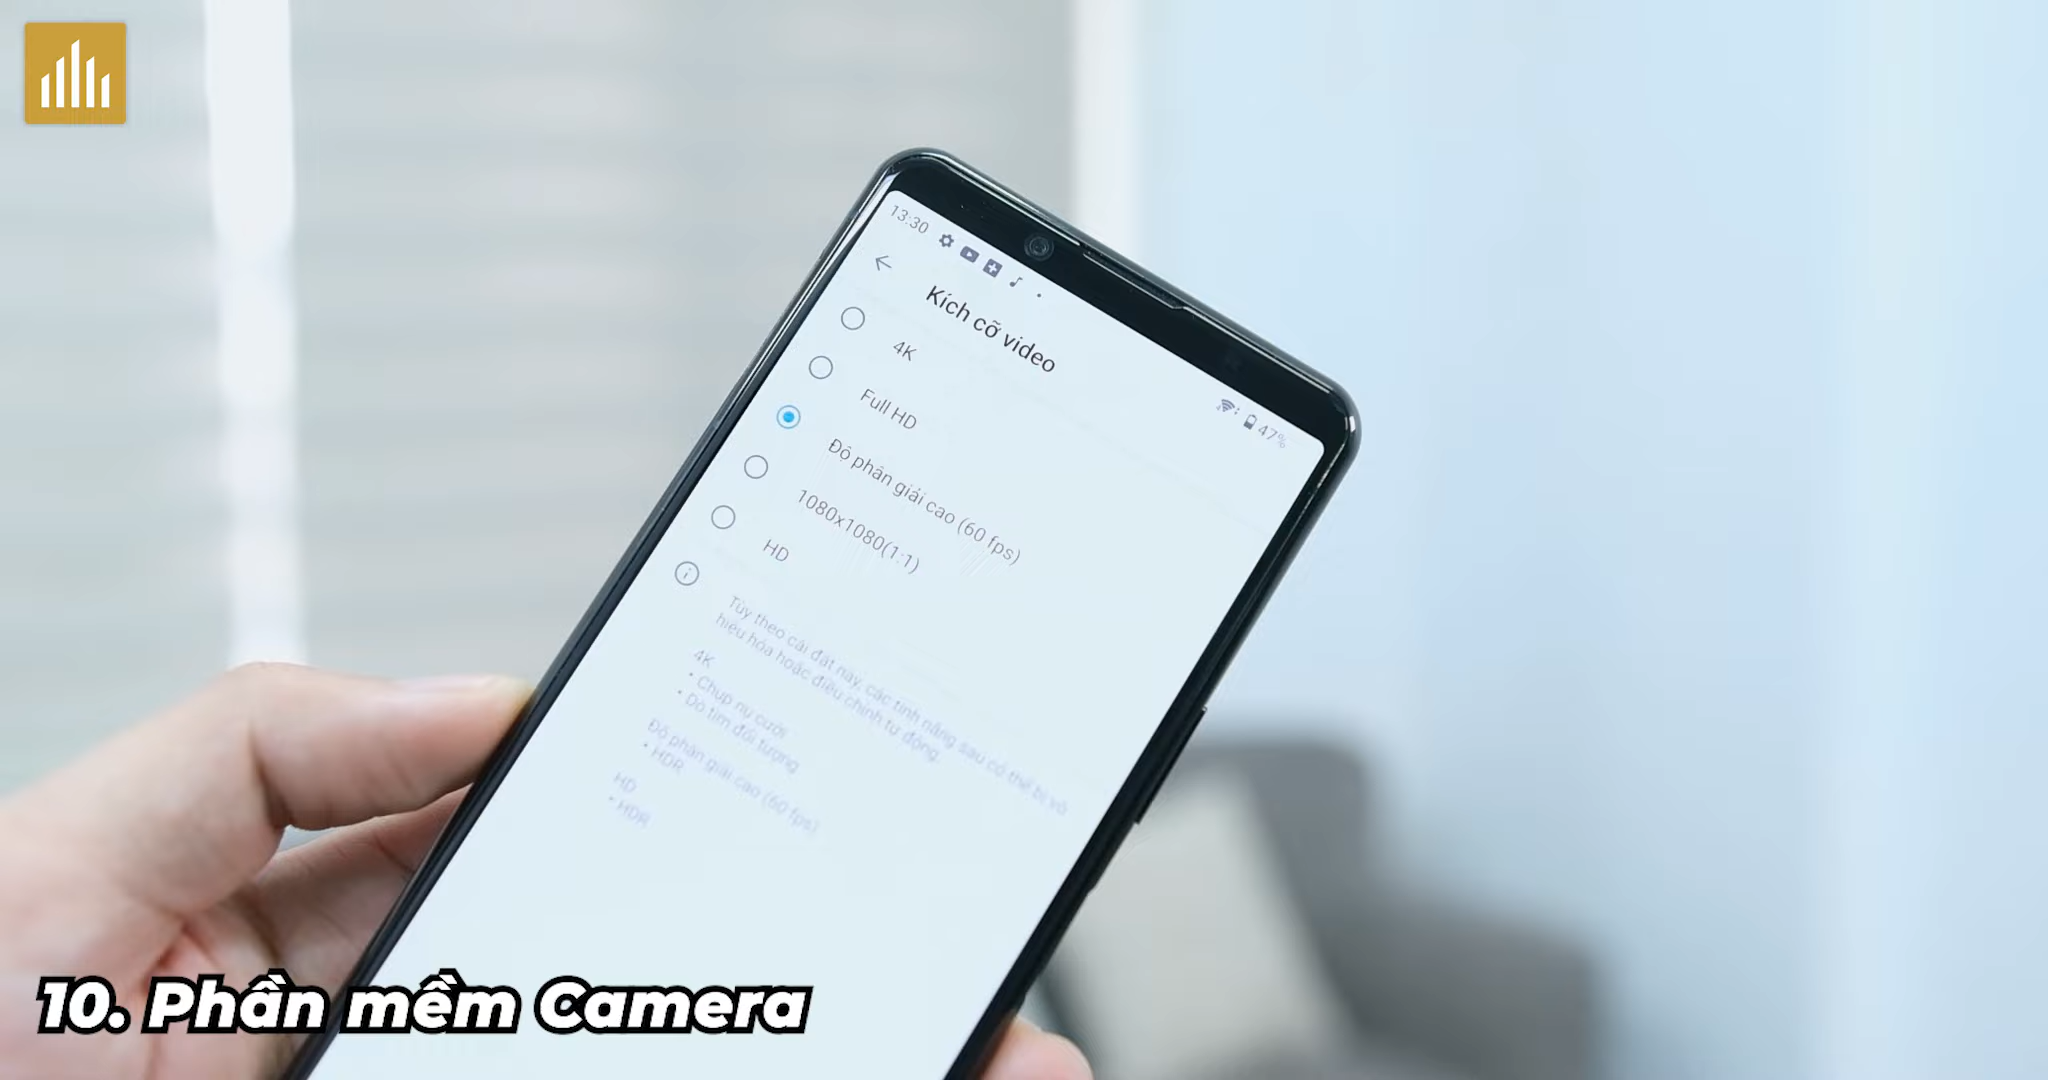 13:30
47%
Kích cỡ video
4K
Full HD
Độ phân giải cao (60 fps)
1080x1080(1:1)
HD
Tùy theo cài đặt này, các tính năng sau có thể bị vô
hiệu hóa hoặc điều chỉnh tự động.
4K
• Chụp nụ cười
• Dò tìm đối tượng
Độ phân giải cao (60 fps)
• HDR
HD
• HDR
10. Phần mềm Camera